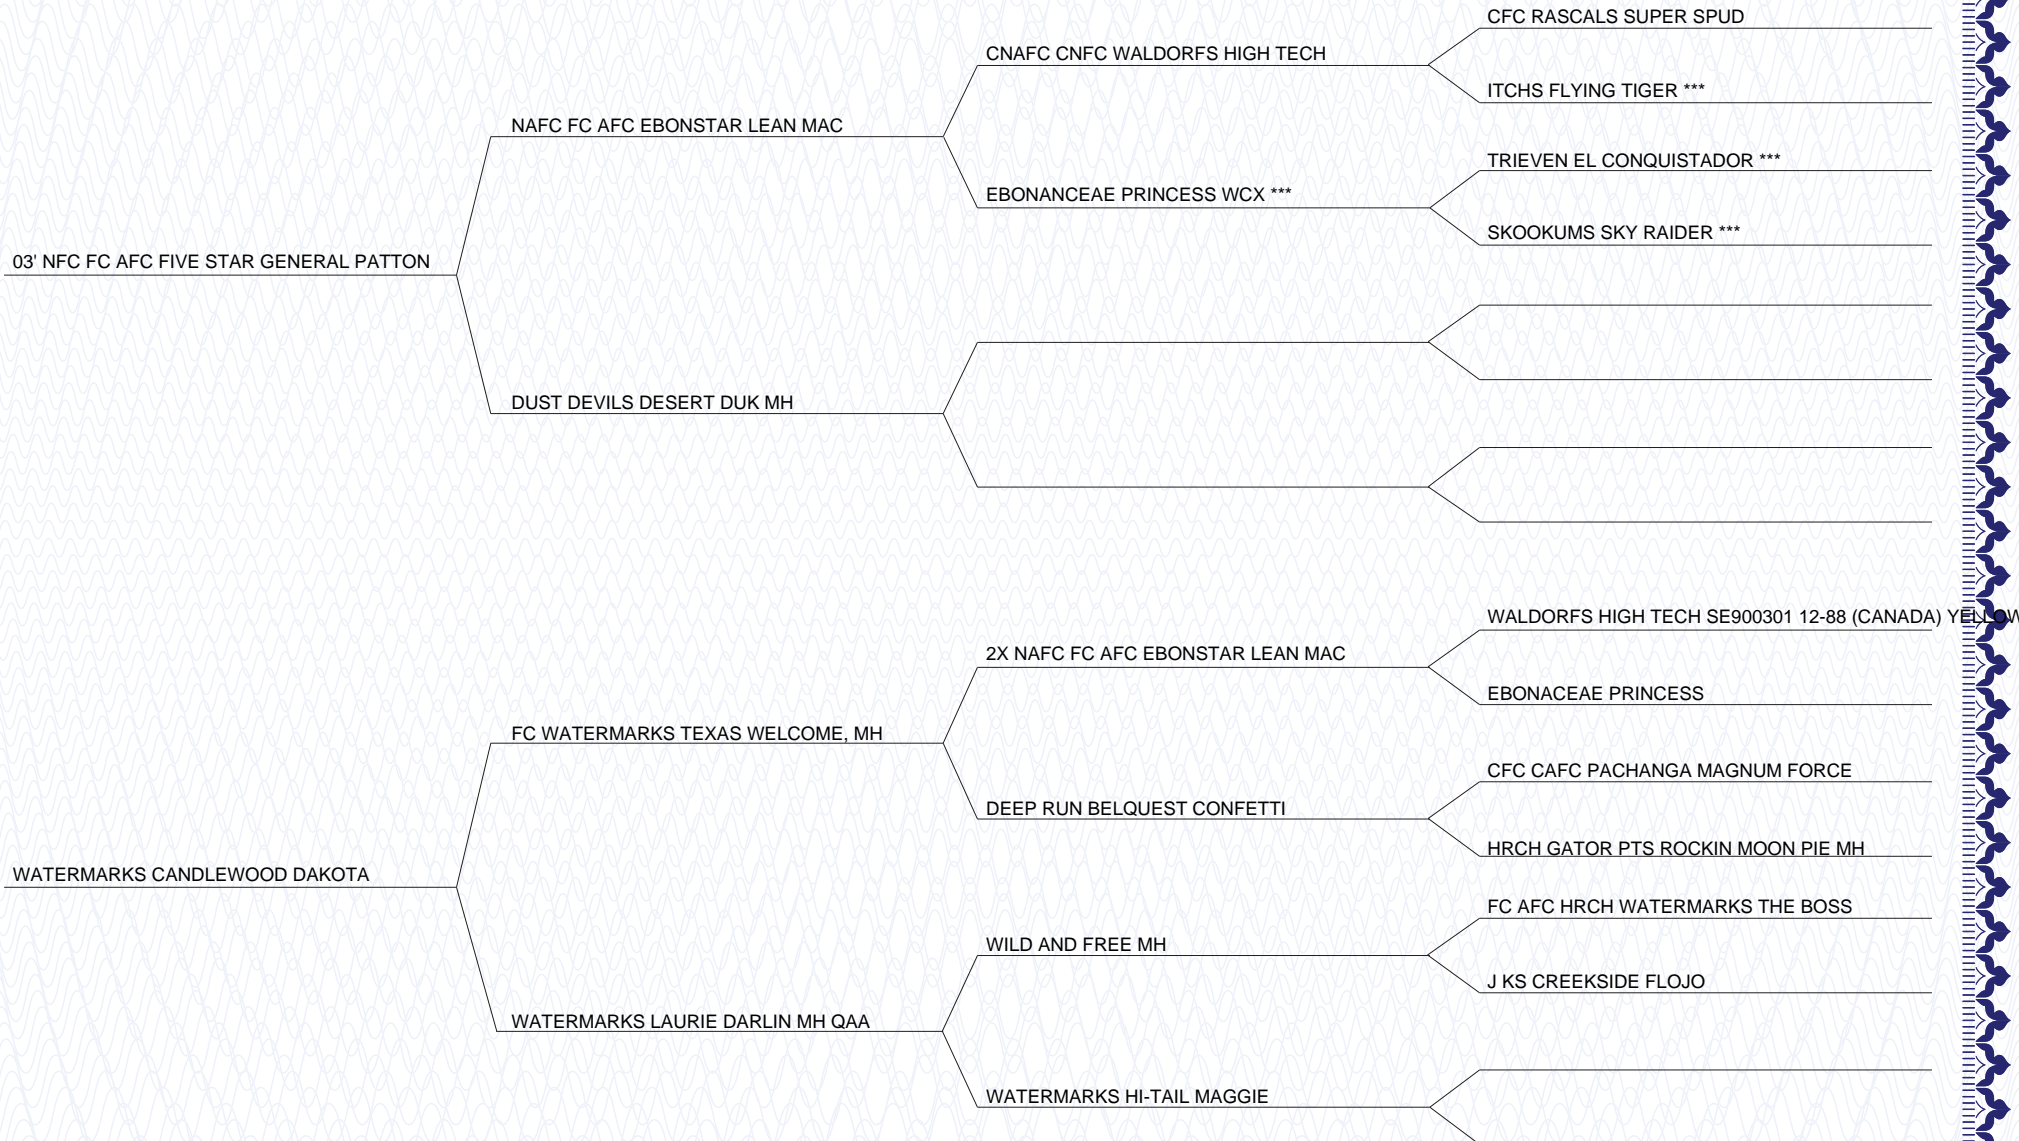 CFC RASCALS SUPER SPUD
CNAFC CNFC WALDORFS HIGH TECH
ITCHS FLYING TIGER ***
NAFC FC AFC EBONSTAR LEAN MAC
TRIEVEN EL CONQUISTADOR ***
EBONANCEAE PRINCESS WCX ***
SKOOKUMS SKY RAIDER ***
03' NFC FC AFC FIVE STAR GENERAL PATTON
DUST DEVILS DESERT DUK MH
WALDORFS HIGH TECH SE900301 12-88 (CANADA) YELLOW
2X NAFC FC AFC EBONSTAR LEAN MAC
EBONACEAE PRINCESS
FC WATERMARKS TEXAS WELCOME, MH
CFC CAFC PACHANGA MAGNUM FORCE
DEEP RUN BELQUEST CONFETTI
HRCH GATOR PTS ROCKIN MOON PIE MH
WATERMARKS CANDLEWOOD DAKOTA
FC AFC HRCH WATERMARKS THE BOSS
WILD AND FREE MH
J KS CREEKSIDE FLOJO
WATERMARKS LAURIE DARLIN MH QAA
WATERMARKS HI-TAIL MAGGIE